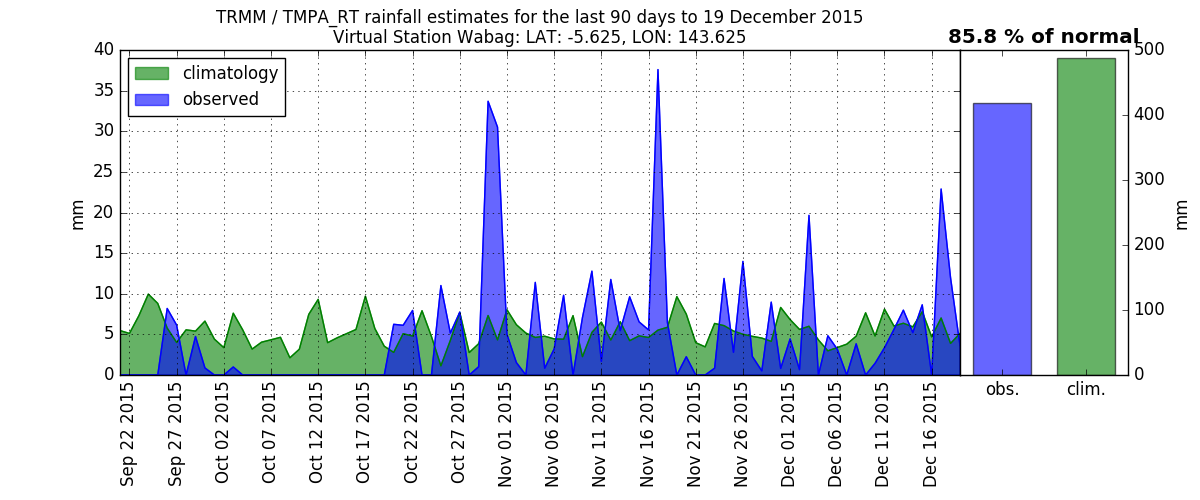 TRMM / TMPA_RT rainfall estimates for the last 90 days to 19 December 2015
Virtual Station Wabag: LAT: -5.625, LON: 143.625
85.8 % of normal
climatology
observed
40
35
30
25
20
15
10
5
0
mm
500
400
300
200
100
0
mm
Sep 22 2015
Sep 27 2015
Oct 02 2015
Oct 07 2015
Oct 12 2015
Oct 17 2015
Oct 22 2015
Oct 27 2015
Nov 01 2015
Nov 06 2015
Nov 11 2015
Nov 16 2015
Nov 21 2015
Nov 26 2015
Dec 01 2015
Dec 06 2015
Dec 11 2015
Dec 16 2015
obs.
clim.